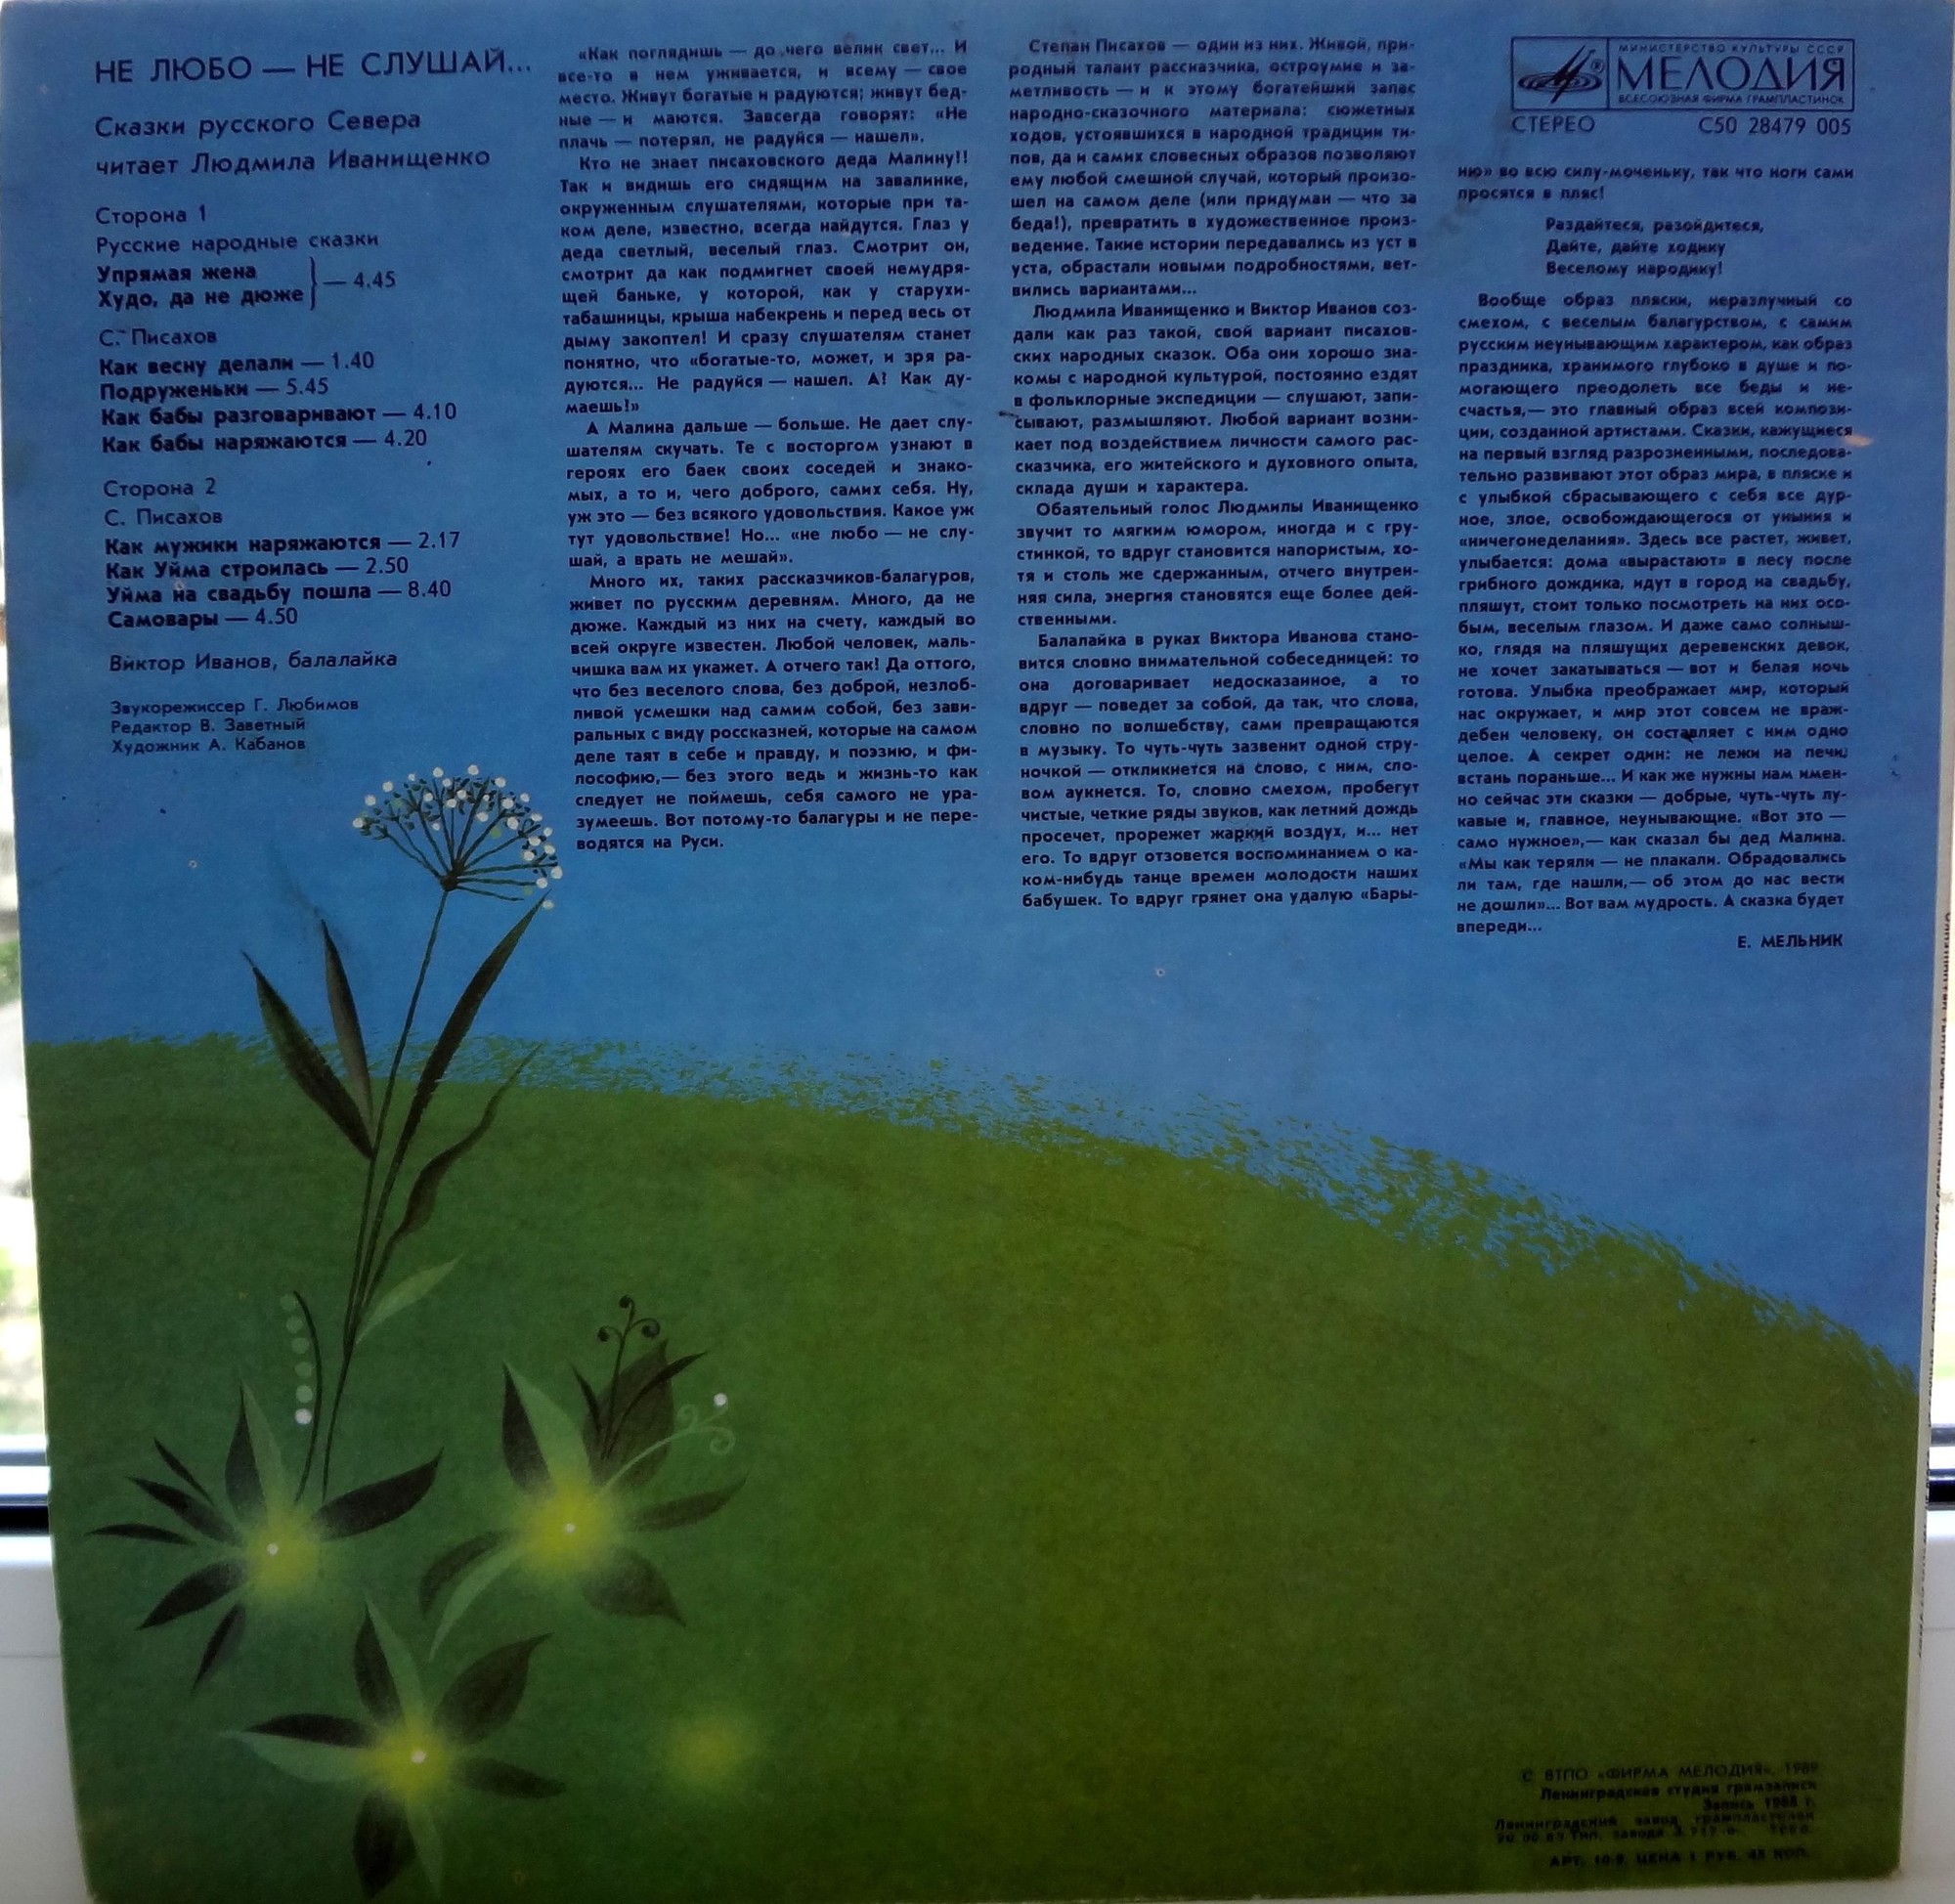 НЕ ЛЮБО — НЕ СЛУШАЙ...
Сказки русского Севера
читает Людмила Иванищенко
Сторона 1
Русские народные сказки
Упрямая жена
Худо, да не дюже
— 4.45
С. Писахов
Как весну делали — 1.40
Подруженьки — 5.45
Как бабы разговаривают — 4.10
Как бабы наряжаются — 4.20
Сторона 2
С. Писахов
Как мужики наряжаются — 2.17
Как Уйма строилась — 2.50
Уйма на свадьбу пошла — 8.40
Самовары — 4.50
Виктор Иванов, балалайка
Звукорежиссер Г. Любимов
Редактор В. Заветный
Художник А. Кабанов
«Как поглядишь — до чего велик свет... И
все-то в нем уживается, и всему — свое
место. Живут богатые и радуются; живут бед-
ные — и маются. Завсегда говорят: «Не
плачь — потерял, не радуйся — нашел».
Кто не знает писаховского деда Малину!!
Так и видишь его сидящим на завалинке,
окруженным слушателями, которые при та-
ком деле, известно, всегда найдутся. Глаз у
деда светлый, веселый глаз. Смотрит он,
смотрит да как подмигнет своей немудря-
щей баньке, у которой, как у старухи-
табашницы, крыша набекрень и перед весь от
дыму закоптел! И сразу слушателям станет
понятно, что «богатые-то, может, и зря ра-
дуются... Не радуйся — нашел. А! Как ду-
маешь!»
А Малина дальше — больше. Не дает слу-
шателям скучать. Те с восторгом узнают в
героях его баек своих соседей и знако-
мых, а то и, чего доброго, самих себя. Ну,
уж это — без всякого удовольствия. Какое уж
тут удовольствие! Но... «не любо — не слу-
шай, а врать не мешай».
Много их, таких рассказчиков-балагуров,
живет по русским деревням. Много, да не
дюже. Каждый из них на счету, каждый во
всей округе известен. Любой человек, маль-
чишка вам их укажет. А отчего так! Да оттого,
что без веселого слова, без доброй, незлоб-
ливой усмешки над самим собой, без зави-
ральных с виду россказней, которые на самом
деле таят в себе и правду, и поэзию, и фи-
лософию,— без этого ведь и жизнь-то как
следует не поймешь, себя самого не ура-
зумеешь. Вот потому-то балагуры и не пере-
водятся на Руси.
Степан Писахов — один из них. Живой, при-
родный талант рассказчика, остроумие и за-
метливость — и к этому богатейший запас
народно-сказочного материала: сюжетных
ходов, устоявшихся в народной традиции ти-
пов, да и самих словесных образов позволяют
ему любой смешной случай, который произо-
шел на самом деле (или придуман — что за
беда!), превратить в художественное произ-
ведение. Такие истории передавались из уст в
уста, обрастали новыми подробностями, вет-
вились вариантами...
Людмила Иванищенко и Виктор Иванов соз-
дали как раз такой, свой вариант писахов-
ских народных сказок. Оба они хорошо зна-
комы с народной культурой, постоянно ездят
в фольклорные экспедиции — слушают, запи-
сывают, размышляют. Любой вариант возни-
кает под воздействием личности самого рас-
сказчика, его житейского и духовного опыта,
склада души и характера.
Обаятельный голос Людмилы Иванищенко
звучит то мягким юмором, иногда и с гру-
стинкой, то вдруг становится напористым, хо-
тя и столь же сдержанным, отчего внутрен-
няя сила, энергия становятся еще более дей-
ственными.
Балалайка в руках Виктора Иванова стано-
вится словно внимательной собеседницей: то
она договаривает недосказанное, а то
вдруг — поведет за собой, да так, что слова,
словно по волшебству, сами превращаются
в музыку. То чуть-чуть зазвенит одной стру-
ночкой — откликнется на слово, с ним, сло-
вом аукнется. То, словно смехом, пробегут
чистые, четкие ряды звуков, как летний дождь
просечет, прорежет жаркий воздух, и... нет
его. То вдруг отзовется воспоминанием о ка-
ком-нибудь танце времен молодости наших
бабушек. То вдруг грянет она удалую «Бары-
МИНИСТЕРСТВО КУЛЬТУРЫ СССР
МЕЛОДИЯ
ВСЕСОЮЗНАЯ ФИРМА ГРАМПЛАСТИНОК
СТЕРЕО С50 28479 005
ню» во всю силу-моченьку, так что ноги сами
просятся в пляс!
Раздайтеся, разойдитеся,
Дайте, дайте ходику
Веселому народику!
Вообще образ пляски, неразлучный со
смехом, с веселым балагурством, с самим
русским неунывающим характером, как образ
праздника, хранимого глубоко в душе и по-
могающего преодолеть все беды и не-
счастья,— это главный образ всей компози-
ции, созданной артистами. Сказки, кажущиеся
на первый взгляд разрозненными, последова-
тельно развивают этот образ мира, в пляске и
с улыбкой сбрасывающего с себя все дур-
ное, злое, освобождающегося от уныния и
«ничегонеделания». Здесь все растет, живет,
улыбается: дома «вырастают» в лесу после
грибного дождика, идут в город на свадьбу,
пляшут, стоит только посмотреть на них осо-
бым, веселым глазом. И даже само солныш-
ко, глядя на пляшущих деревенских девок,
не хочет закатываться — вот и белая ночь
готова. Улыбка преображает мир, который
нас окружает, и мир этот совсем не враж-
дебен человеку, он составляет с ним одно
целое. А секрет один: не лежи на печи,
встань пораньше... И как же нужны нам имен-
но сейчас эти сказки — добрые, чуть-чуть лу-
кавые и, главное, неунывающие. «Вот это —
само нужное»,— как сказал бы дед Малина.
«Мы как теряли — не плакали. Обрадовались
ли там, где нашли,— об этом до нас вести
не дошли»... Вот вам мудрость. А сказка будет
впереди...
Е. МЕЛЬНИК
С ВТПО «ФИРМА МЕЛОДИЯ», 1989
Ленинградская студия грамзаписи
Запись 1988 г.
Ленинградский завод грампластинок
Тип. завода
АРТ. 10-9. ЦЕНА 1 РУБ. 45 КОП.